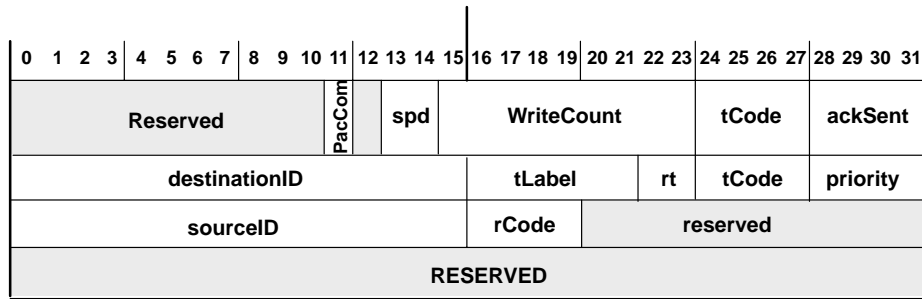 0 1 2 3 4 5 6 7 8 9 10 11 12 13 14 15 16 17 18 19 20 21 22 23 24 25 26 27 28 29 30 31
Reserved PacCom spd WriteCount tCode ackSent
destinationID tLabel rt tCode priority
sourceID rCode reserved
RESERVED